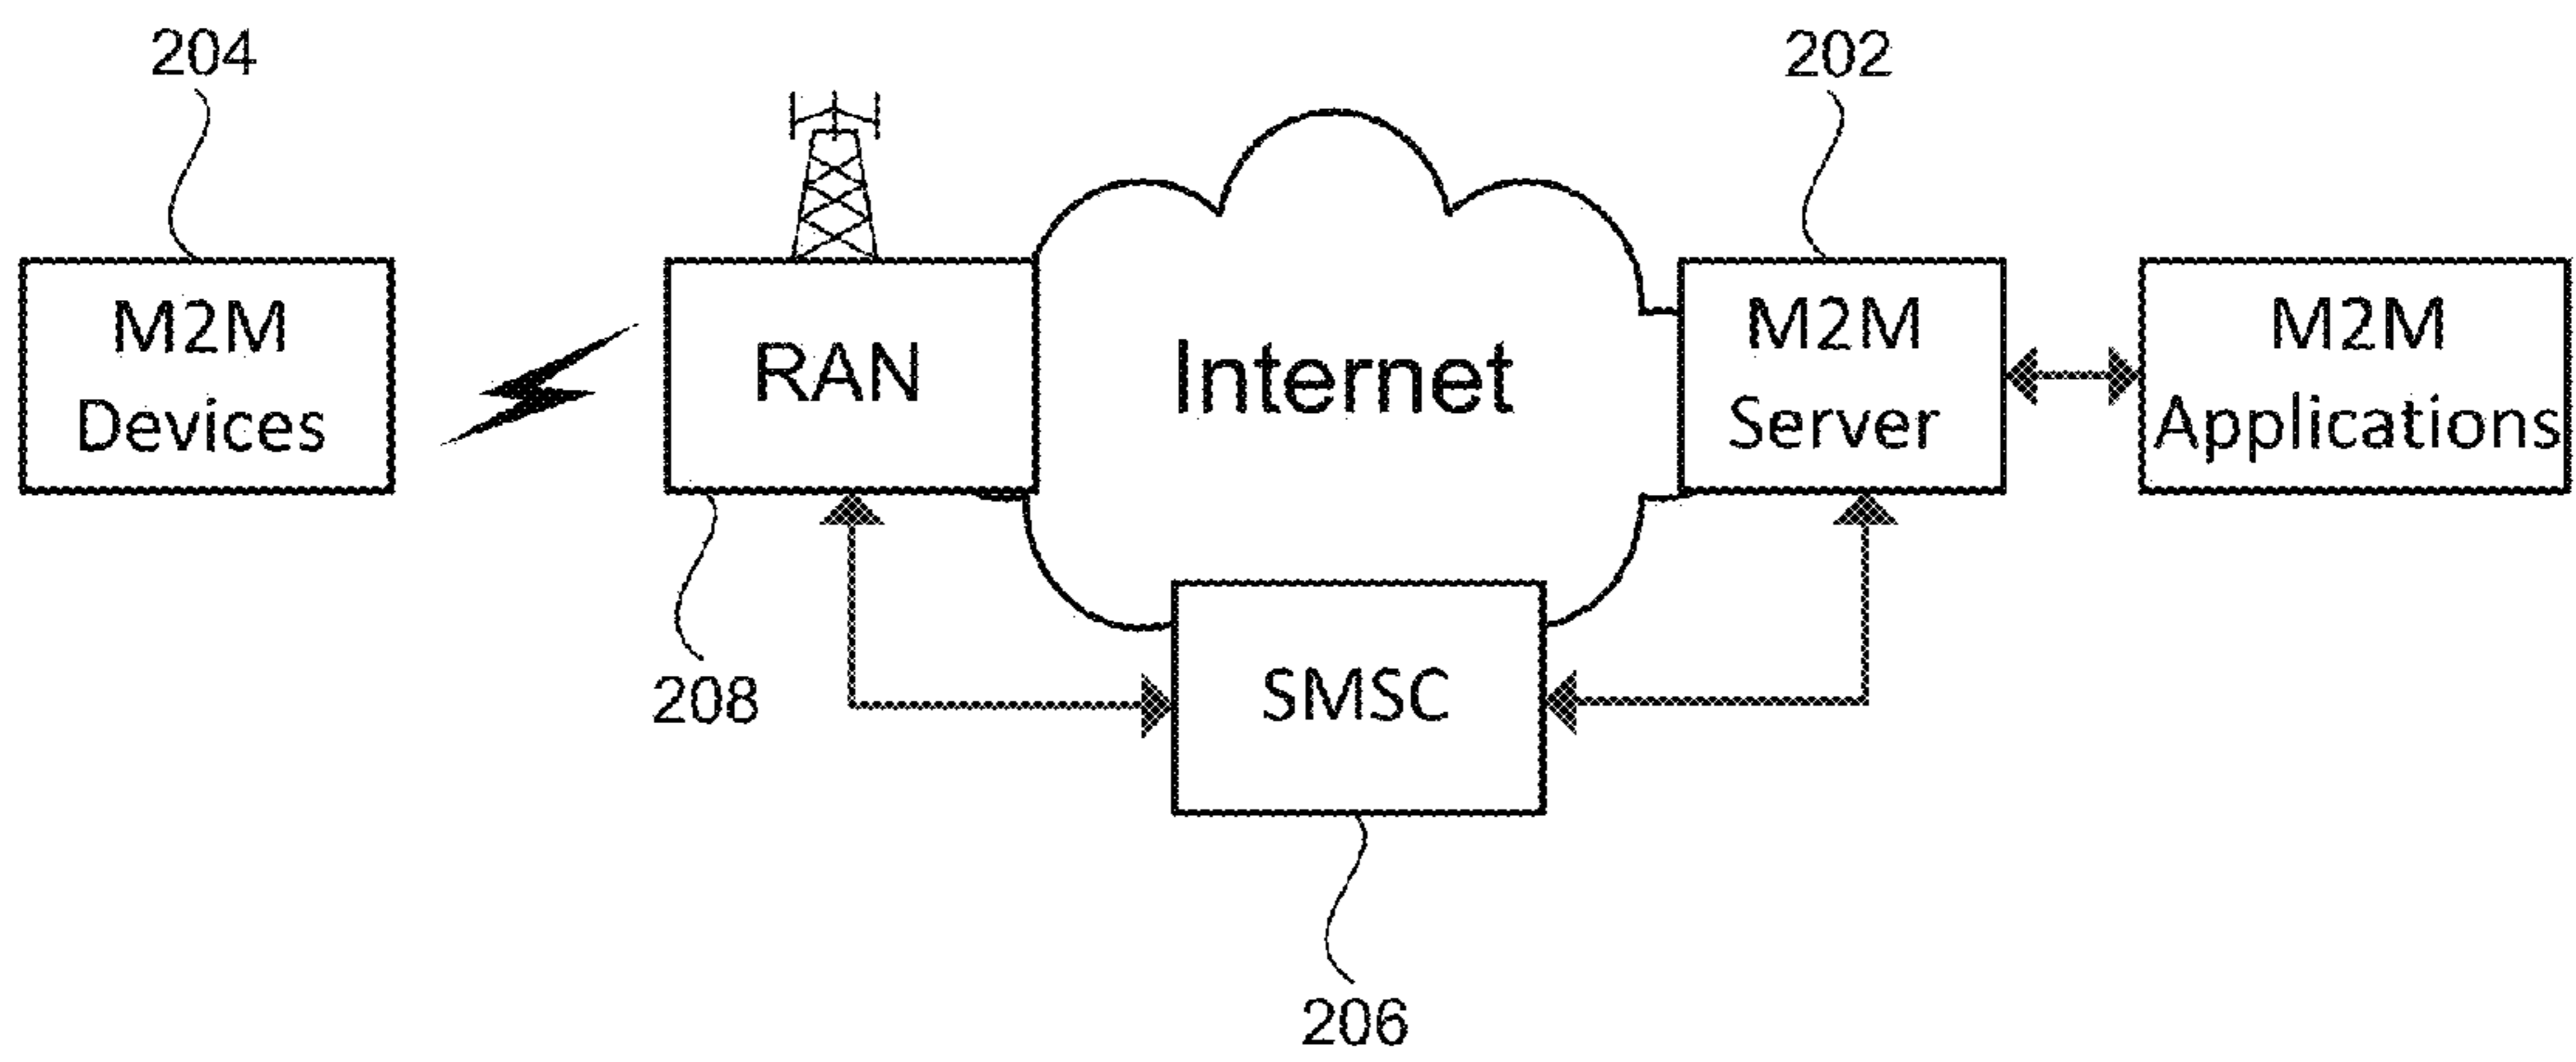 204
202
M2M
Devices
RAN
Internet
M2M
Server
M2M
Applications
208
SMSC
206